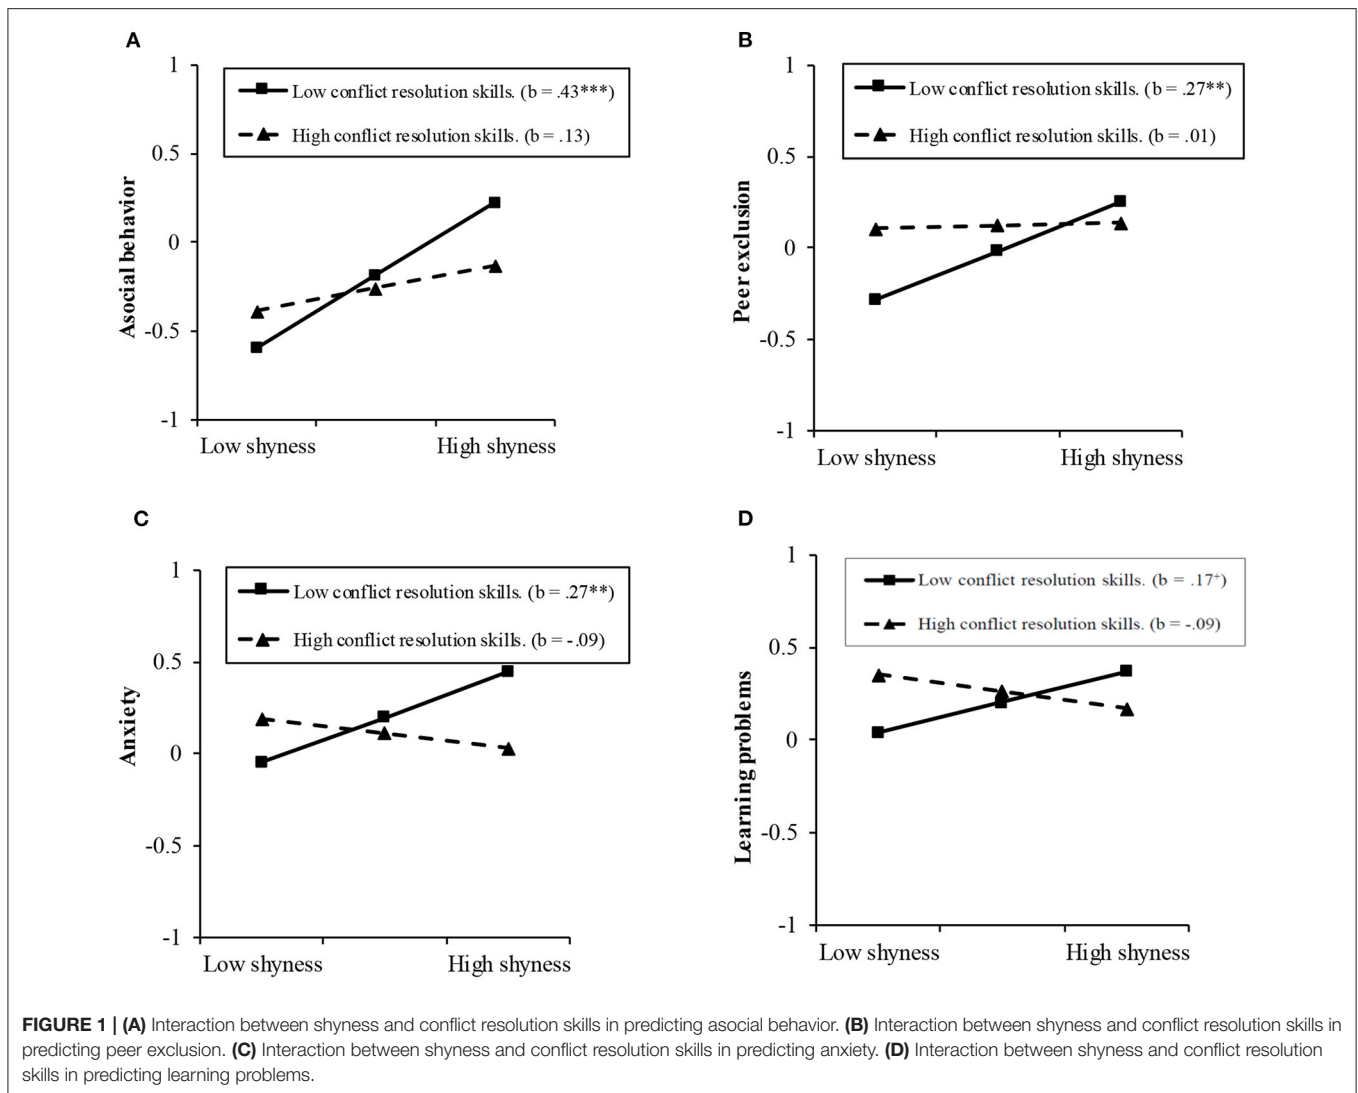 A
1
Low conflict resolution skills. (b = .43***)
High conflict resolution skills. (b = .13)
0.5
0
-0.5
-1
Asocial behavior
Low shyness
High shyness
B
1
Low conflict resolution skills. (b = .27**)
High conflict resolution skills. (b = .01)
0.5
0
-0.5
-1
Peer exclusion
Low shyness
High shyness
C
1
Low conflict resolution skills. (b = .27**)
High conflict resolution skills. (b = -.09)
0.5
0
-0.5
-1
Anxiety
Low shyness
High shyness
D
1
Low conflict resolution skills. (b = .17⁺)
High conflict resolution skills. (b = -.09)
0.5
0
-0.5
-1
Learning problems
Low shyness
High shyness
FIGURE 1 | (A) Interaction between shyness and conflict resolution skills in predicting asocial behavior. (B) Interaction between shyness and conflict resolution skills in
predicting peer exclusion. (C) Interaction between shyness and conflict resolution skills in predicting anxiety. (D) Interaction between shyness and conflict resolution
skills in predicting learning problems.